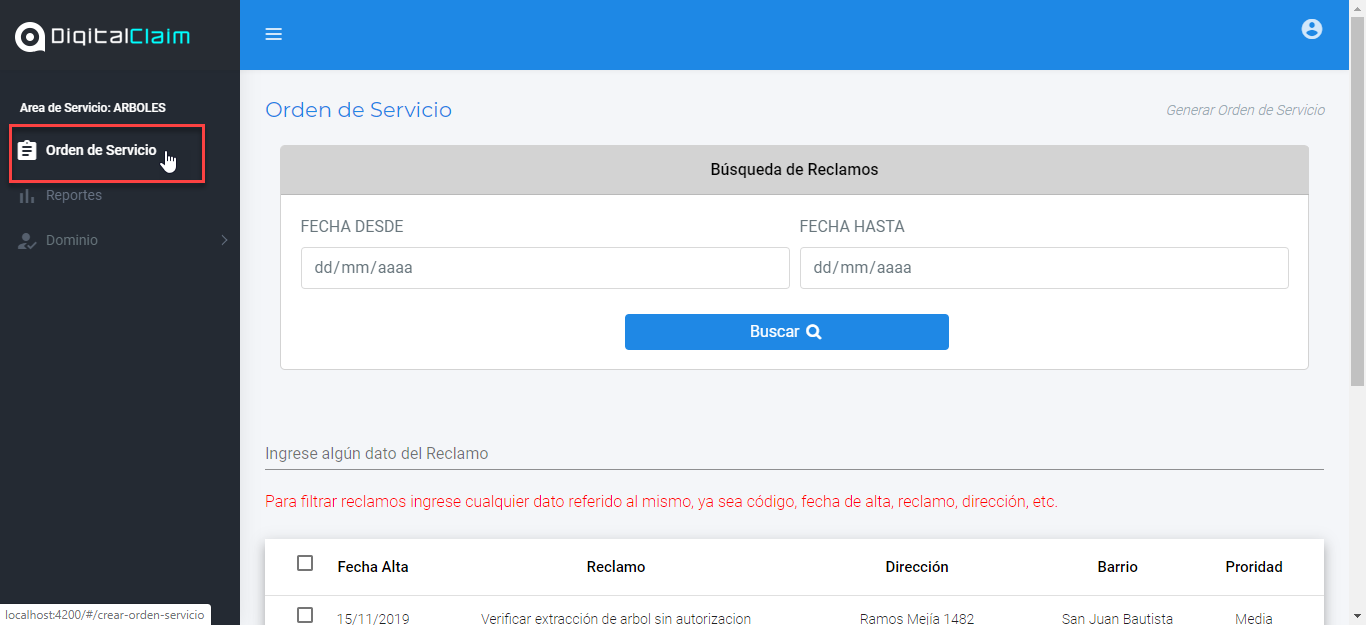 DigitalClaim
Area de Servicio: ARBOLES
Orden de Servicio
Reportes
Dominio
Orden de Servicio
Generar Orden de Servicio
Búsqueda de Reclamos
FECHA DESDE
FECHA HASTA
dd/mm/aaaa
dd/mm/aaaa
Buscar
Ingrese algún dato del Reclamo
Para filtrar reclamos ingrese cualquier dato referido al mismo, ya sea código, fecha de alta, reclamo, dirección, etc.
Fecha Alta Reclamo Dirección Barrio Proridad
15/11/2019 Verificar extracción de arbol sin autorizacion Ramos Mejía 1482 San Juan Bautista Media
localhost:4200/#/crear-orden-servicio